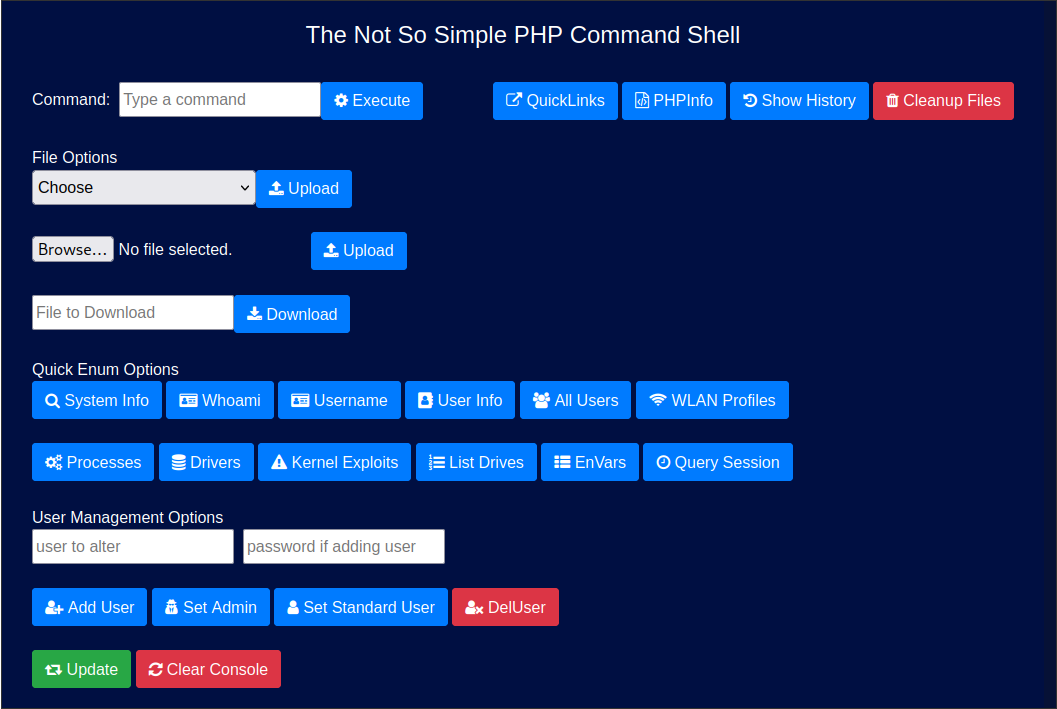 The Not So Simple PHP Command Shell
Command: Type a command Execute QuickLinks PHPInfo Show History Cleanup Files
File Options
Choose Upload
Browse... No file selected. Upload
File to Download Download
Quick Enum Options
System Info Whoami Username User Info All Users WLAN Profiles
Processes Drivers Kernel Exploits List Drives EnVars Query Session
User Management Options
user to alter password if adding user
Add User Set Admin Set Standard User DelUser
Update Clear Console